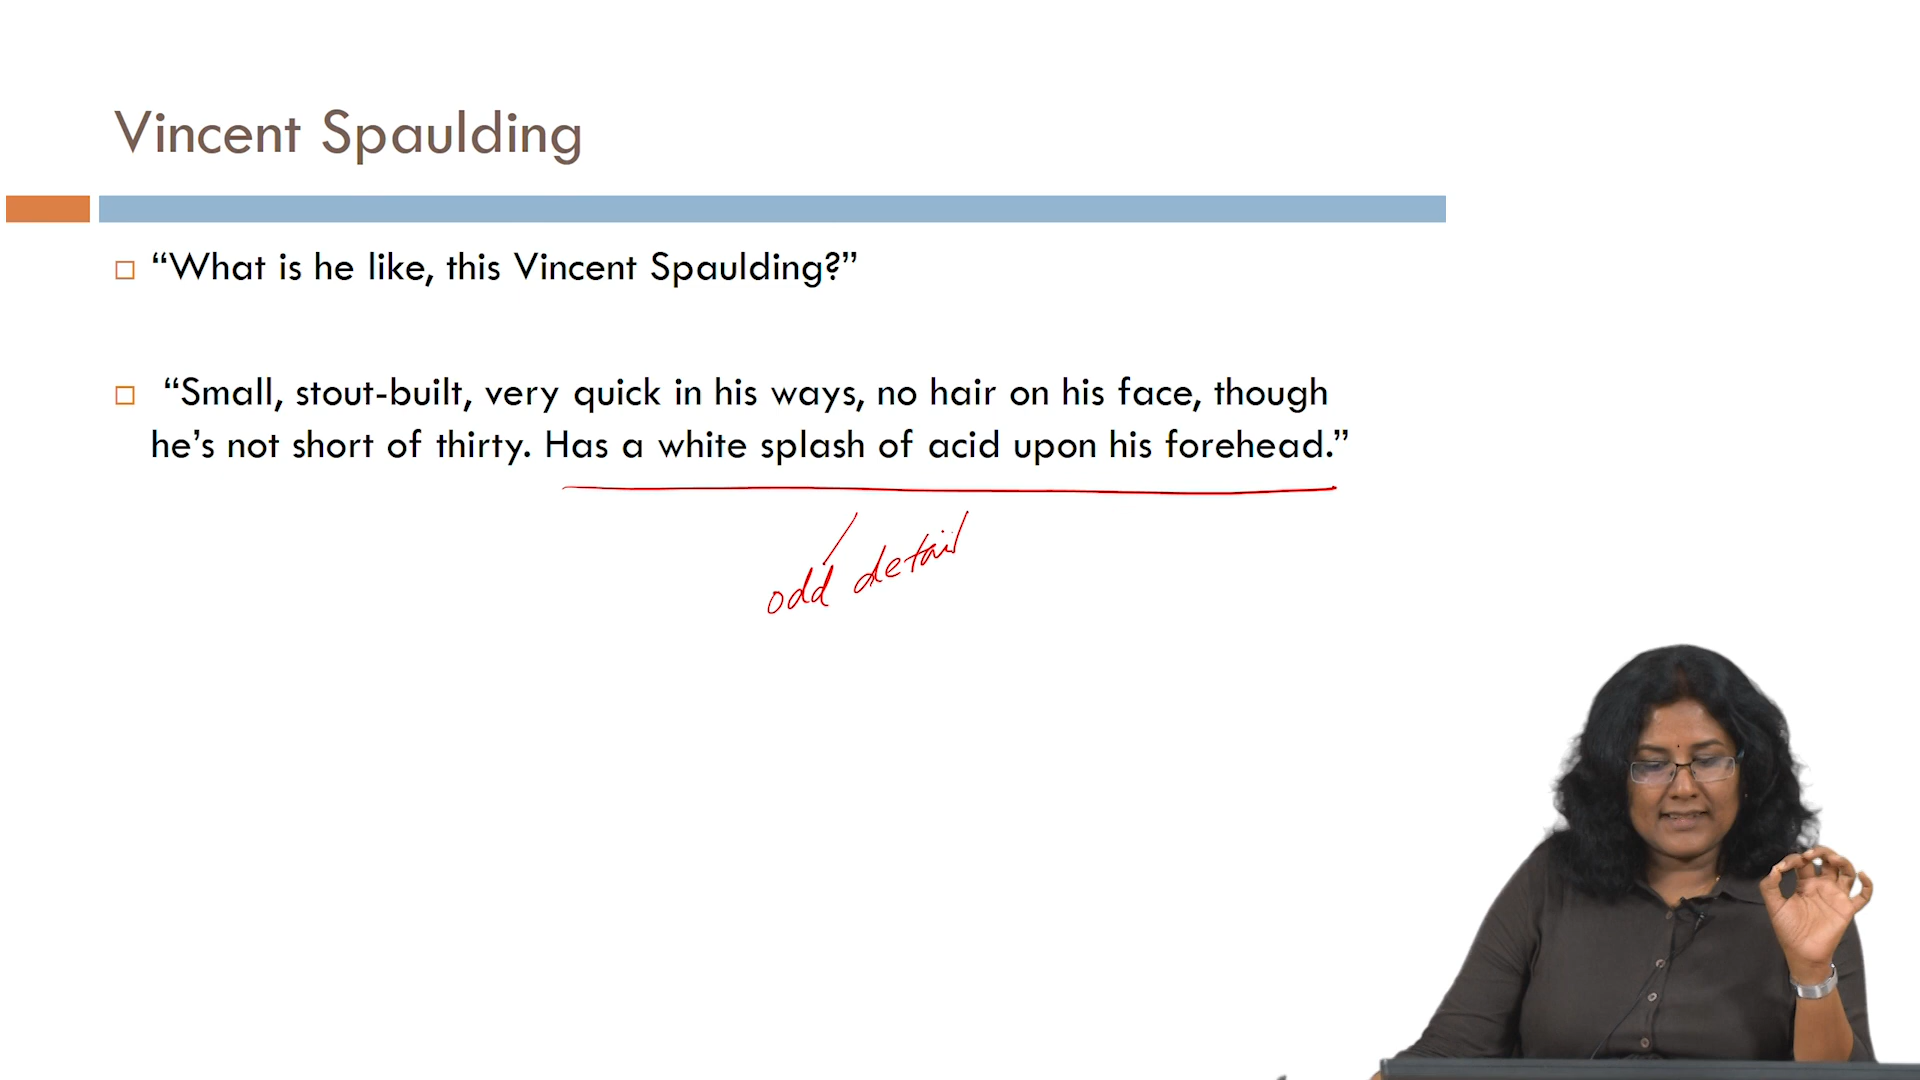 Vincent Spaulding
“What is he like, this Vincent Spaulding?”
“Small, stout-built, very quick in his ways, no hair on his face, though
he’s not short of thirty. Has a white splash of acid upon his forehead.”
odd detail